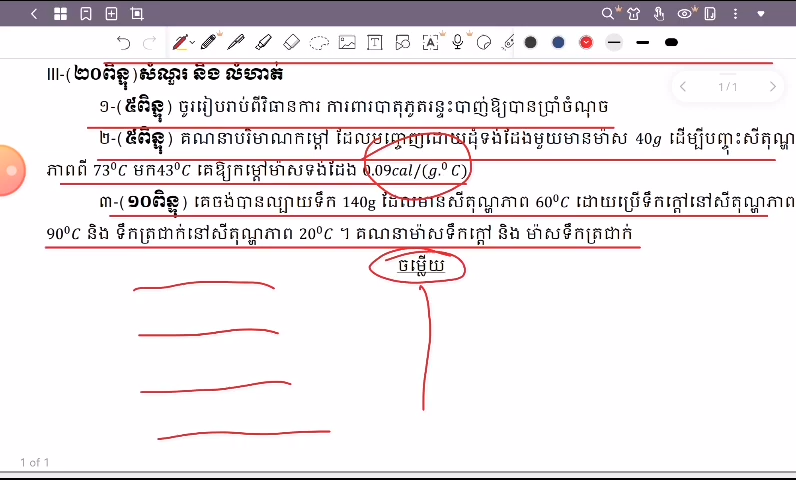 III-(២០ពិន្ទុ) សំណួរ និង លំហាត់
1/1
១-(៥ពិន្ទុ) ចូររៀបរាប់ពីវិធានការ ការពារបាតុភូតរន្ទះបាញ់ឱ្យបានប្រាំចំណុច
២-(៥ពិន្ទុ) គណនាបរិមាណកម្ដៅ ដែលបញ្ចេញដោយដុំទង់ដែងមួយមានម៉ាស 40g ដើម្បីបញ្ចុះសីតុណ្ហ
ភាពពី 73⁰C មក43⁰C គេឱ្យកម្ដៅម៉ាសទង់ដែង 0.09cal/(g.⁰C)
៣-(១០ពិន្ទុ) គេចង់បានល្បាយទឹក 140g ដែលមានសីតុណ្ហភាព 60⁰C ដោយប្រើទឹកក្ដៅនៅសីតុណ្ហភាព
90⁰C និង ទឹកត្រជាក់នៅសីតុណ្ហភាព 20⁰C ។ គណនាម៉ាសទឹកក្ដៅ និង ម៉ាសទឹកត្រជាក់
ចម្លើយ
1 of 1